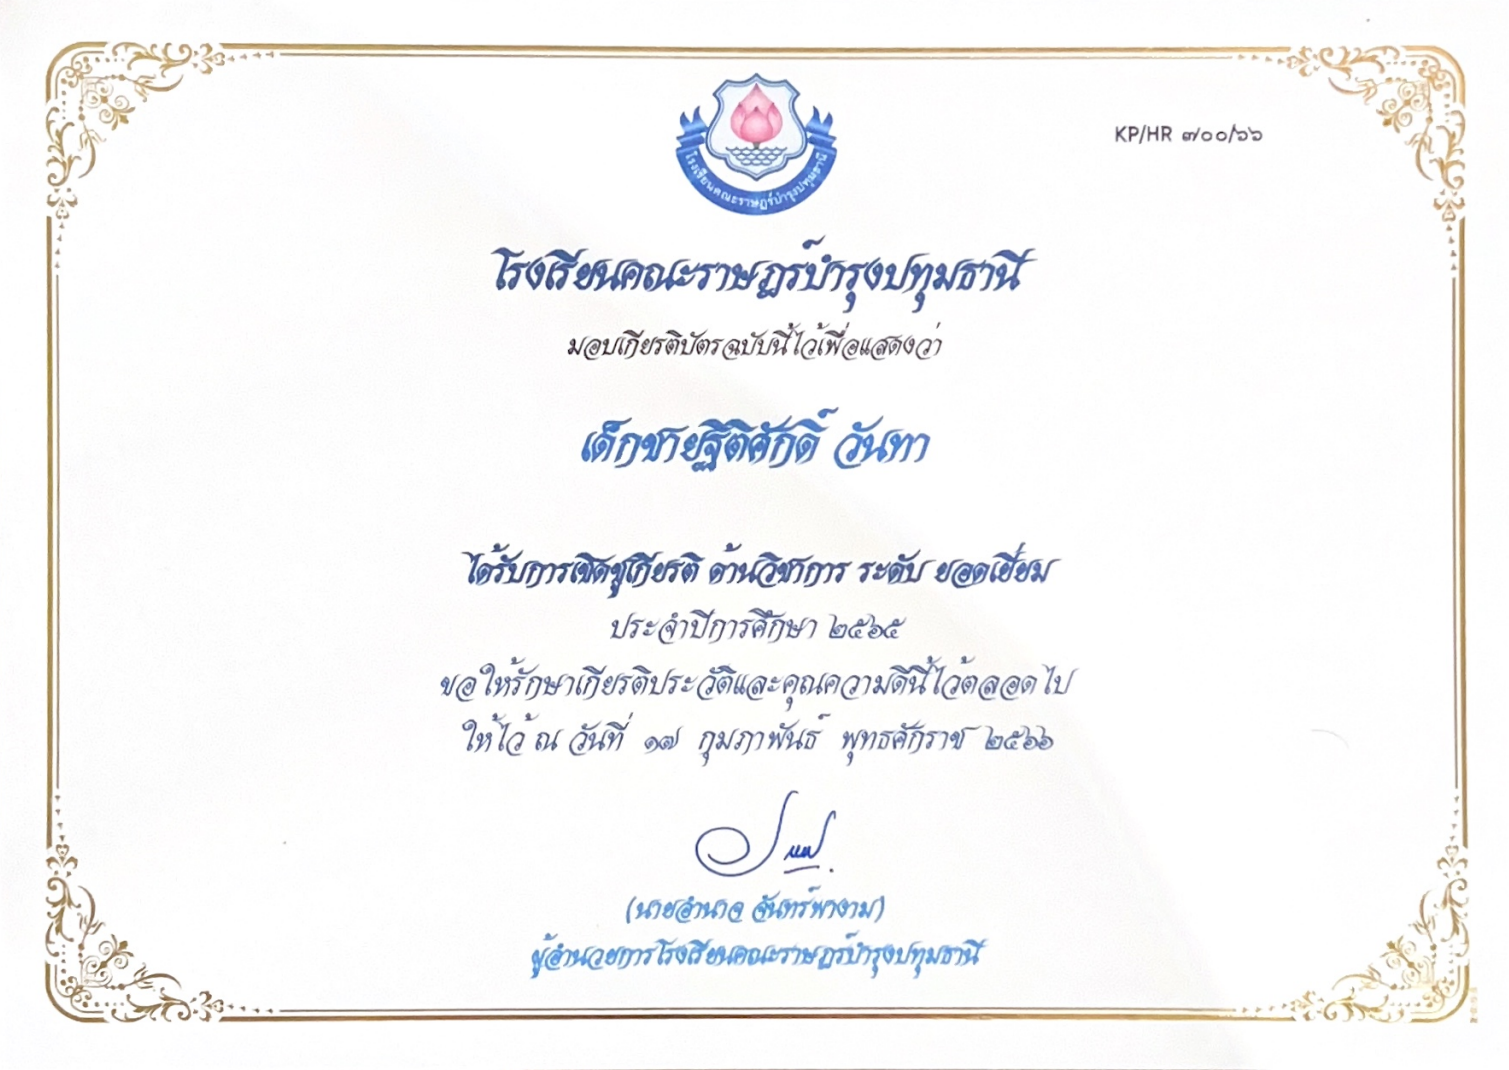 โรงเรียนคณะราษฎร์บำรุงปทุมธานี
KP/HR ๗๐๐/๖๖
โรงเรียนคณะราษฎร์บำรุงปทุมธานี
มอบเกียรติบัตรฉบับนี้ไว้เพื่อแสดงว่า
เด็กชายฐิติศักดิ์ วันทา
ได้รับการเชิดชูเกียรติ ด้านวิชาการ ระดับ ยอดเยี่ยม
ประจำปีการศึกษา ๒๕๖๕
ขอให้รักษาเกียรติประวัติและคุณความดีนี้ไว้ตลอดไป
ให้ไว้ ณ วันที่ ๑๗ กุมภาพันธ์ พุทธศักราช ๒๕๖๖
(นายอำนาจ จันทร์พางาม)
ผู้อำนวยการโรงเรียนคณะราษฎร์บำรุงปทุมธานี